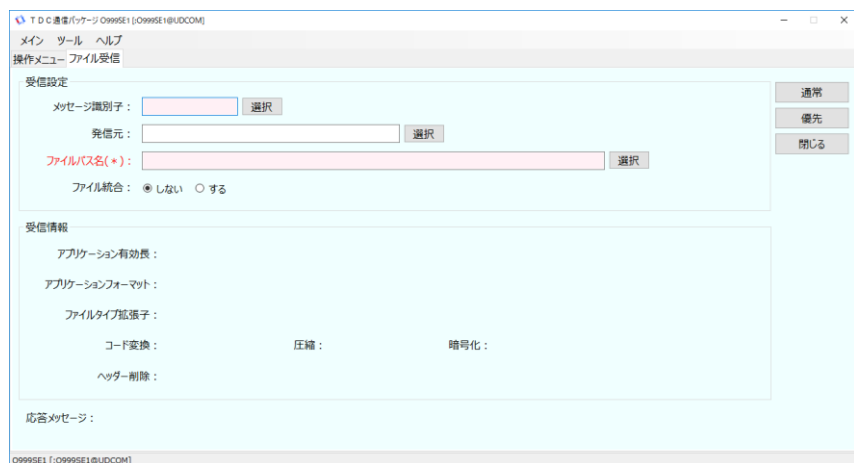 TDC通信パッケージ O999SE1 [:O999SE1@UDCOM]
メイン ツール ヘルプ
操作メニュー ファイル受信
受信設定
メッセージ識別子： 選択
発信元： 選択
ファイルパス名(＊)： 選択
ファイル統合： しない する
通常
優先
閉じる
受信情報
アプリケーション有効長：
アプリケーションフォーマット：
ファイルタイプ拡張子：
コード変換： 圧縮： 暗号化：
ヘッダー削除：
応答メッセージ：
O999SE1 [:O999SE1@UDCOM]